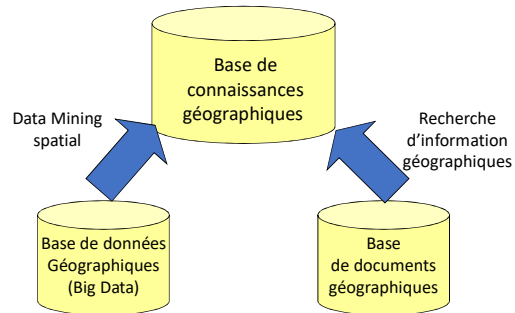 Base de
connaissances
géographiques
Data Mining
spatial
Recherche
d'information
géographiques
Base de données
Géographiques
(Big Data)
Base
de documents
géographiques